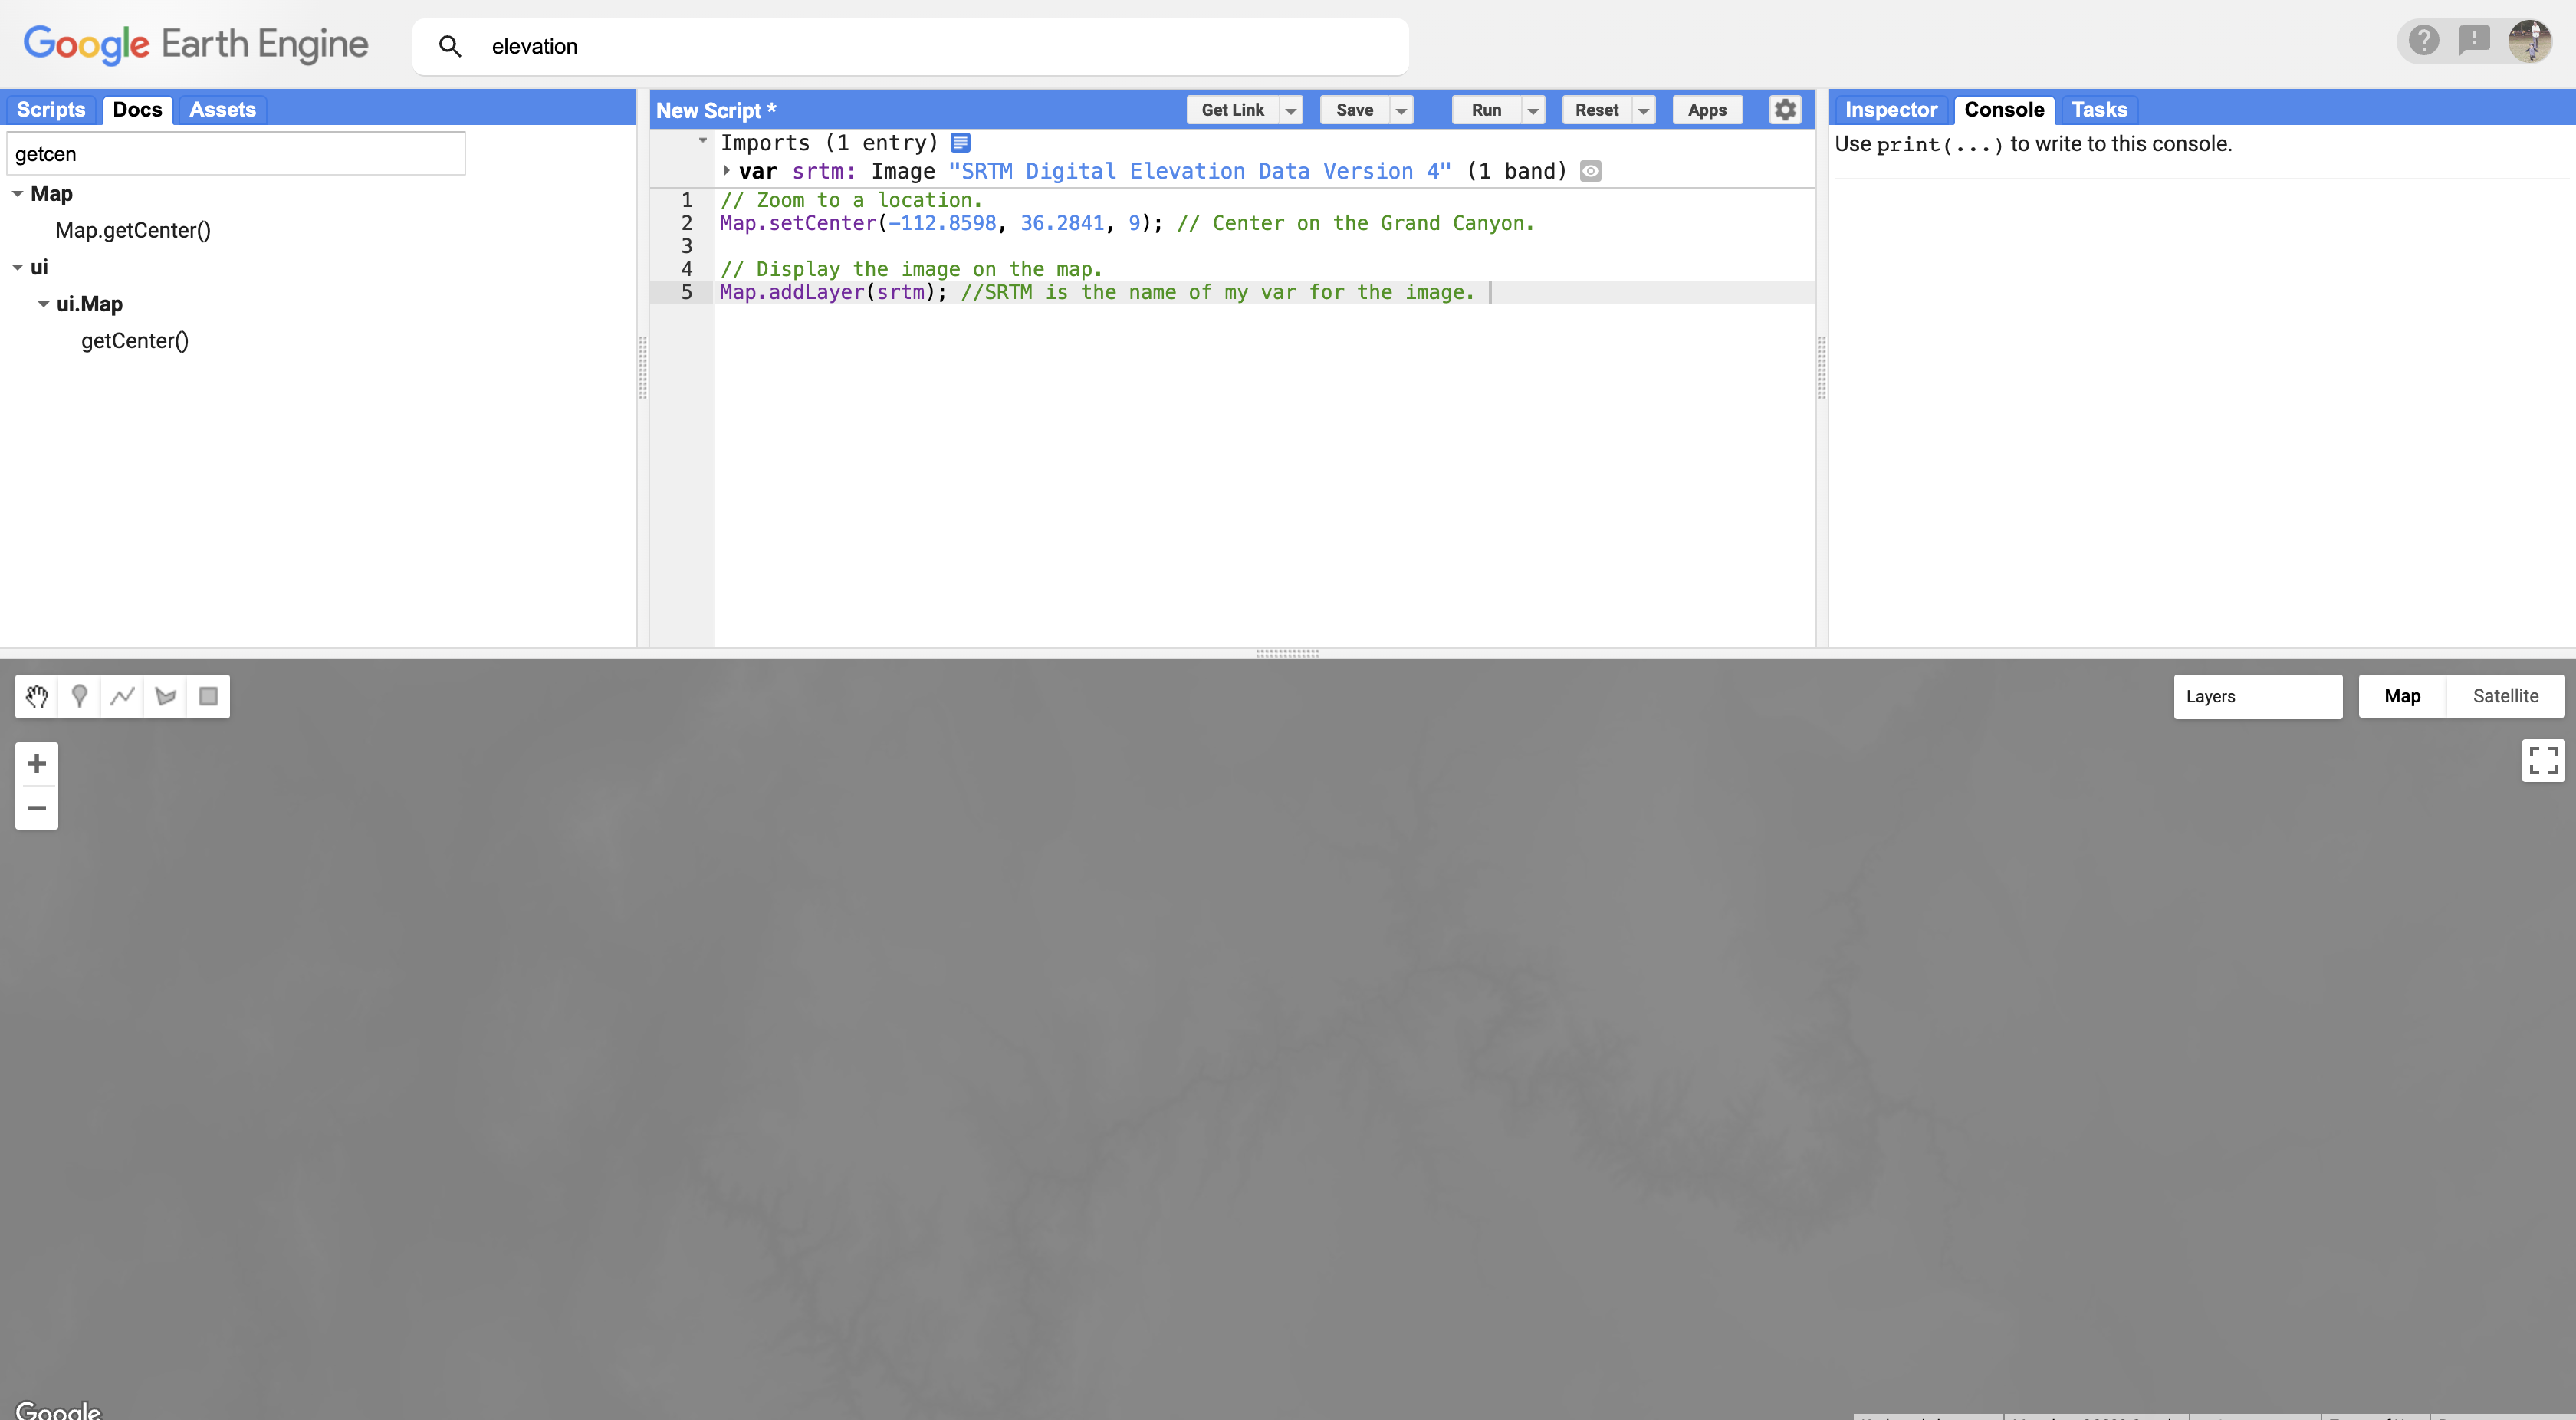 Google Earth Engine
elevation
Scripts Docs Assets
getcen
Map
Map.getCenter()
ui
ui.Map
getCenter()
New Script *
Get Link Save Run Reset Apps
Imports (1 entry)
var srtm: Image "SRTM Digital Elevation Data Version 4" (1 band)
1 // Zoom to a location.
2 Map.setCenter(-112.8598, 36.2841, 9); // Center on the Grand Canyon.
3
4 // Display the image on the map.
5 Map.addLayer(srtm); //SRTM is the name of my var for the image.
Inspector Console Tasks
Use print(...) to write to this console.
Layers
Map Satellite
Google